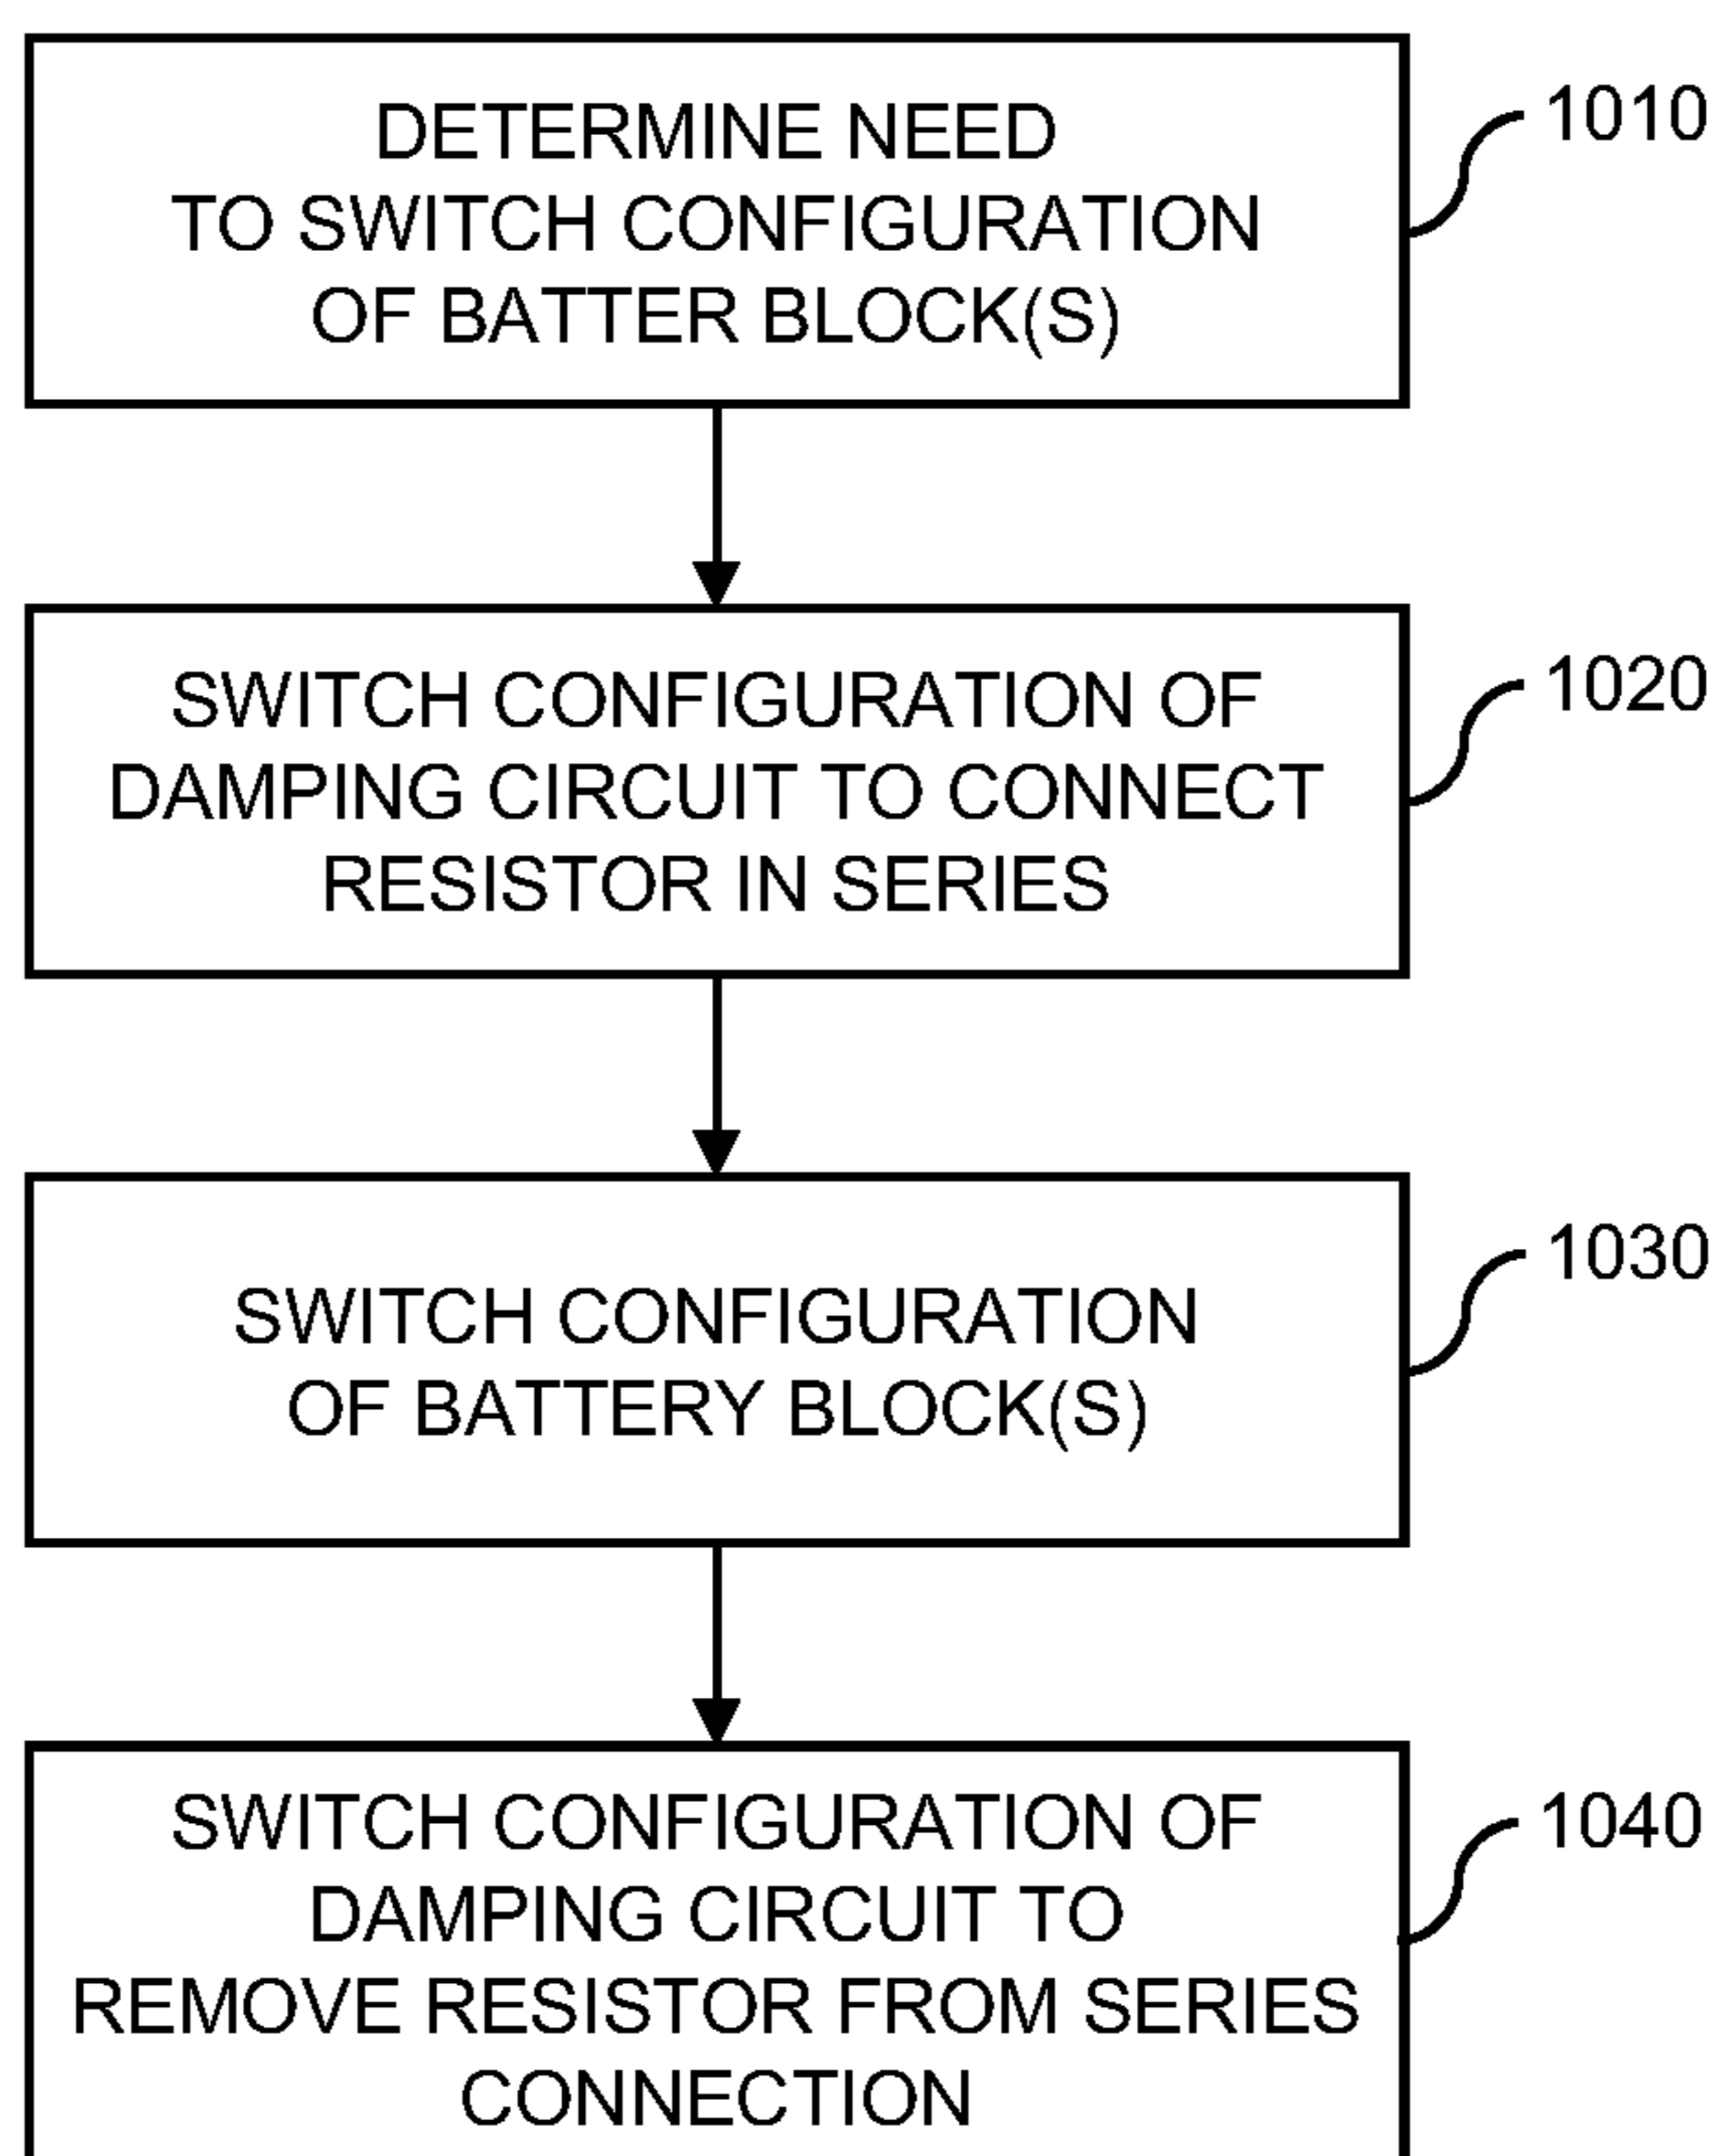 DETERMINE NEED
TO SWITCH CONFIGURATION
OF BATTER BLOCK(S)
1010
SWITCH CONFIGURATION OF
DAMPING CIRCUIT TO CONNECT
RESISTOR IN SERIES
1020
SWITCH CONFIGURATION
OF BATTERY BLOCK(S)
1030
SWITCH CONFIGURATION OF
DAMPING CIRCUIT TO
REMOVE RESISTOR FROM SERIES
CONNECTION
1040